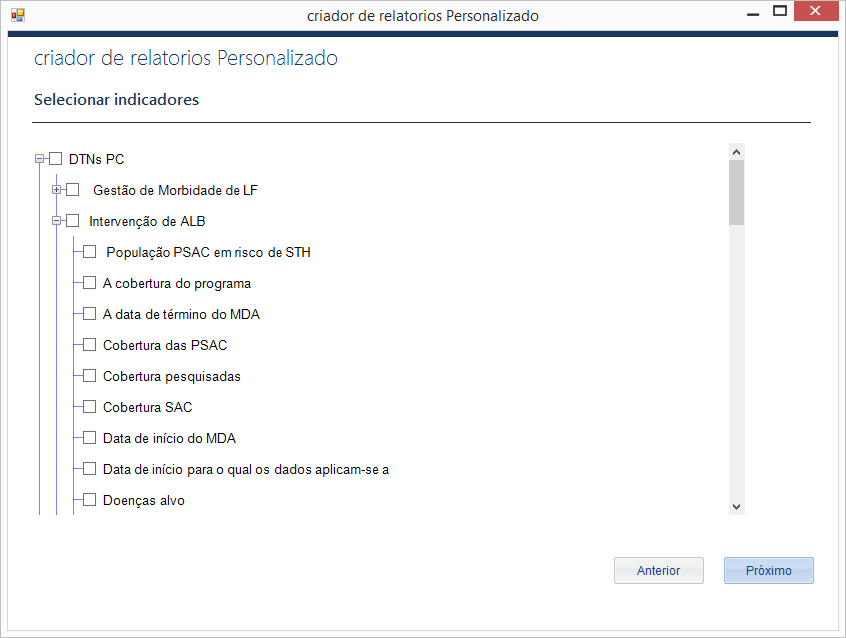 criador de relatorios Personalizado
criador de relatorios Personalizado
Selecionar indicadores
DTNs PC
Gestão de Morbidade de LF
Intervenção de ALB
População PSAC em risco de STH
A cobertura do programa
A data de término do MDA
Cobertura das PSAC
Cobertura pesquisadas
Cobertura SAC
Data de início do MDA
Data de início para o qual os dados aplicam-se a
Doenças alvo
Anterior
Próximo